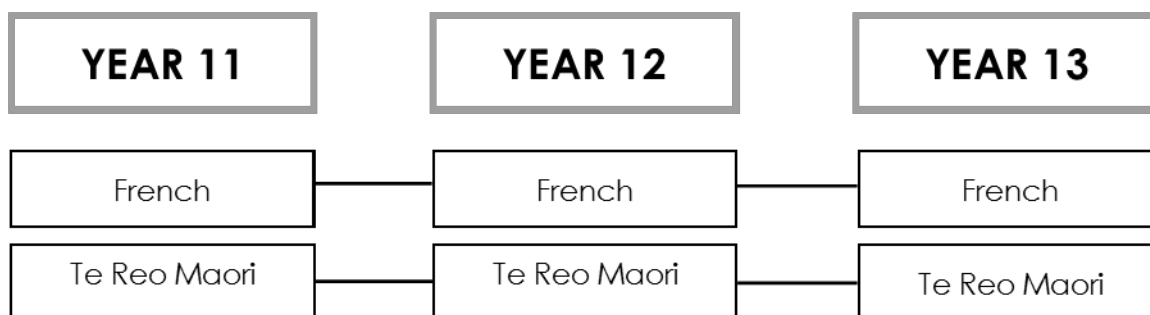 YEAR 11 YEAR 12 YEAR 13
French French French
Te Reo Maori Te Reo Maori Te Reo Maori